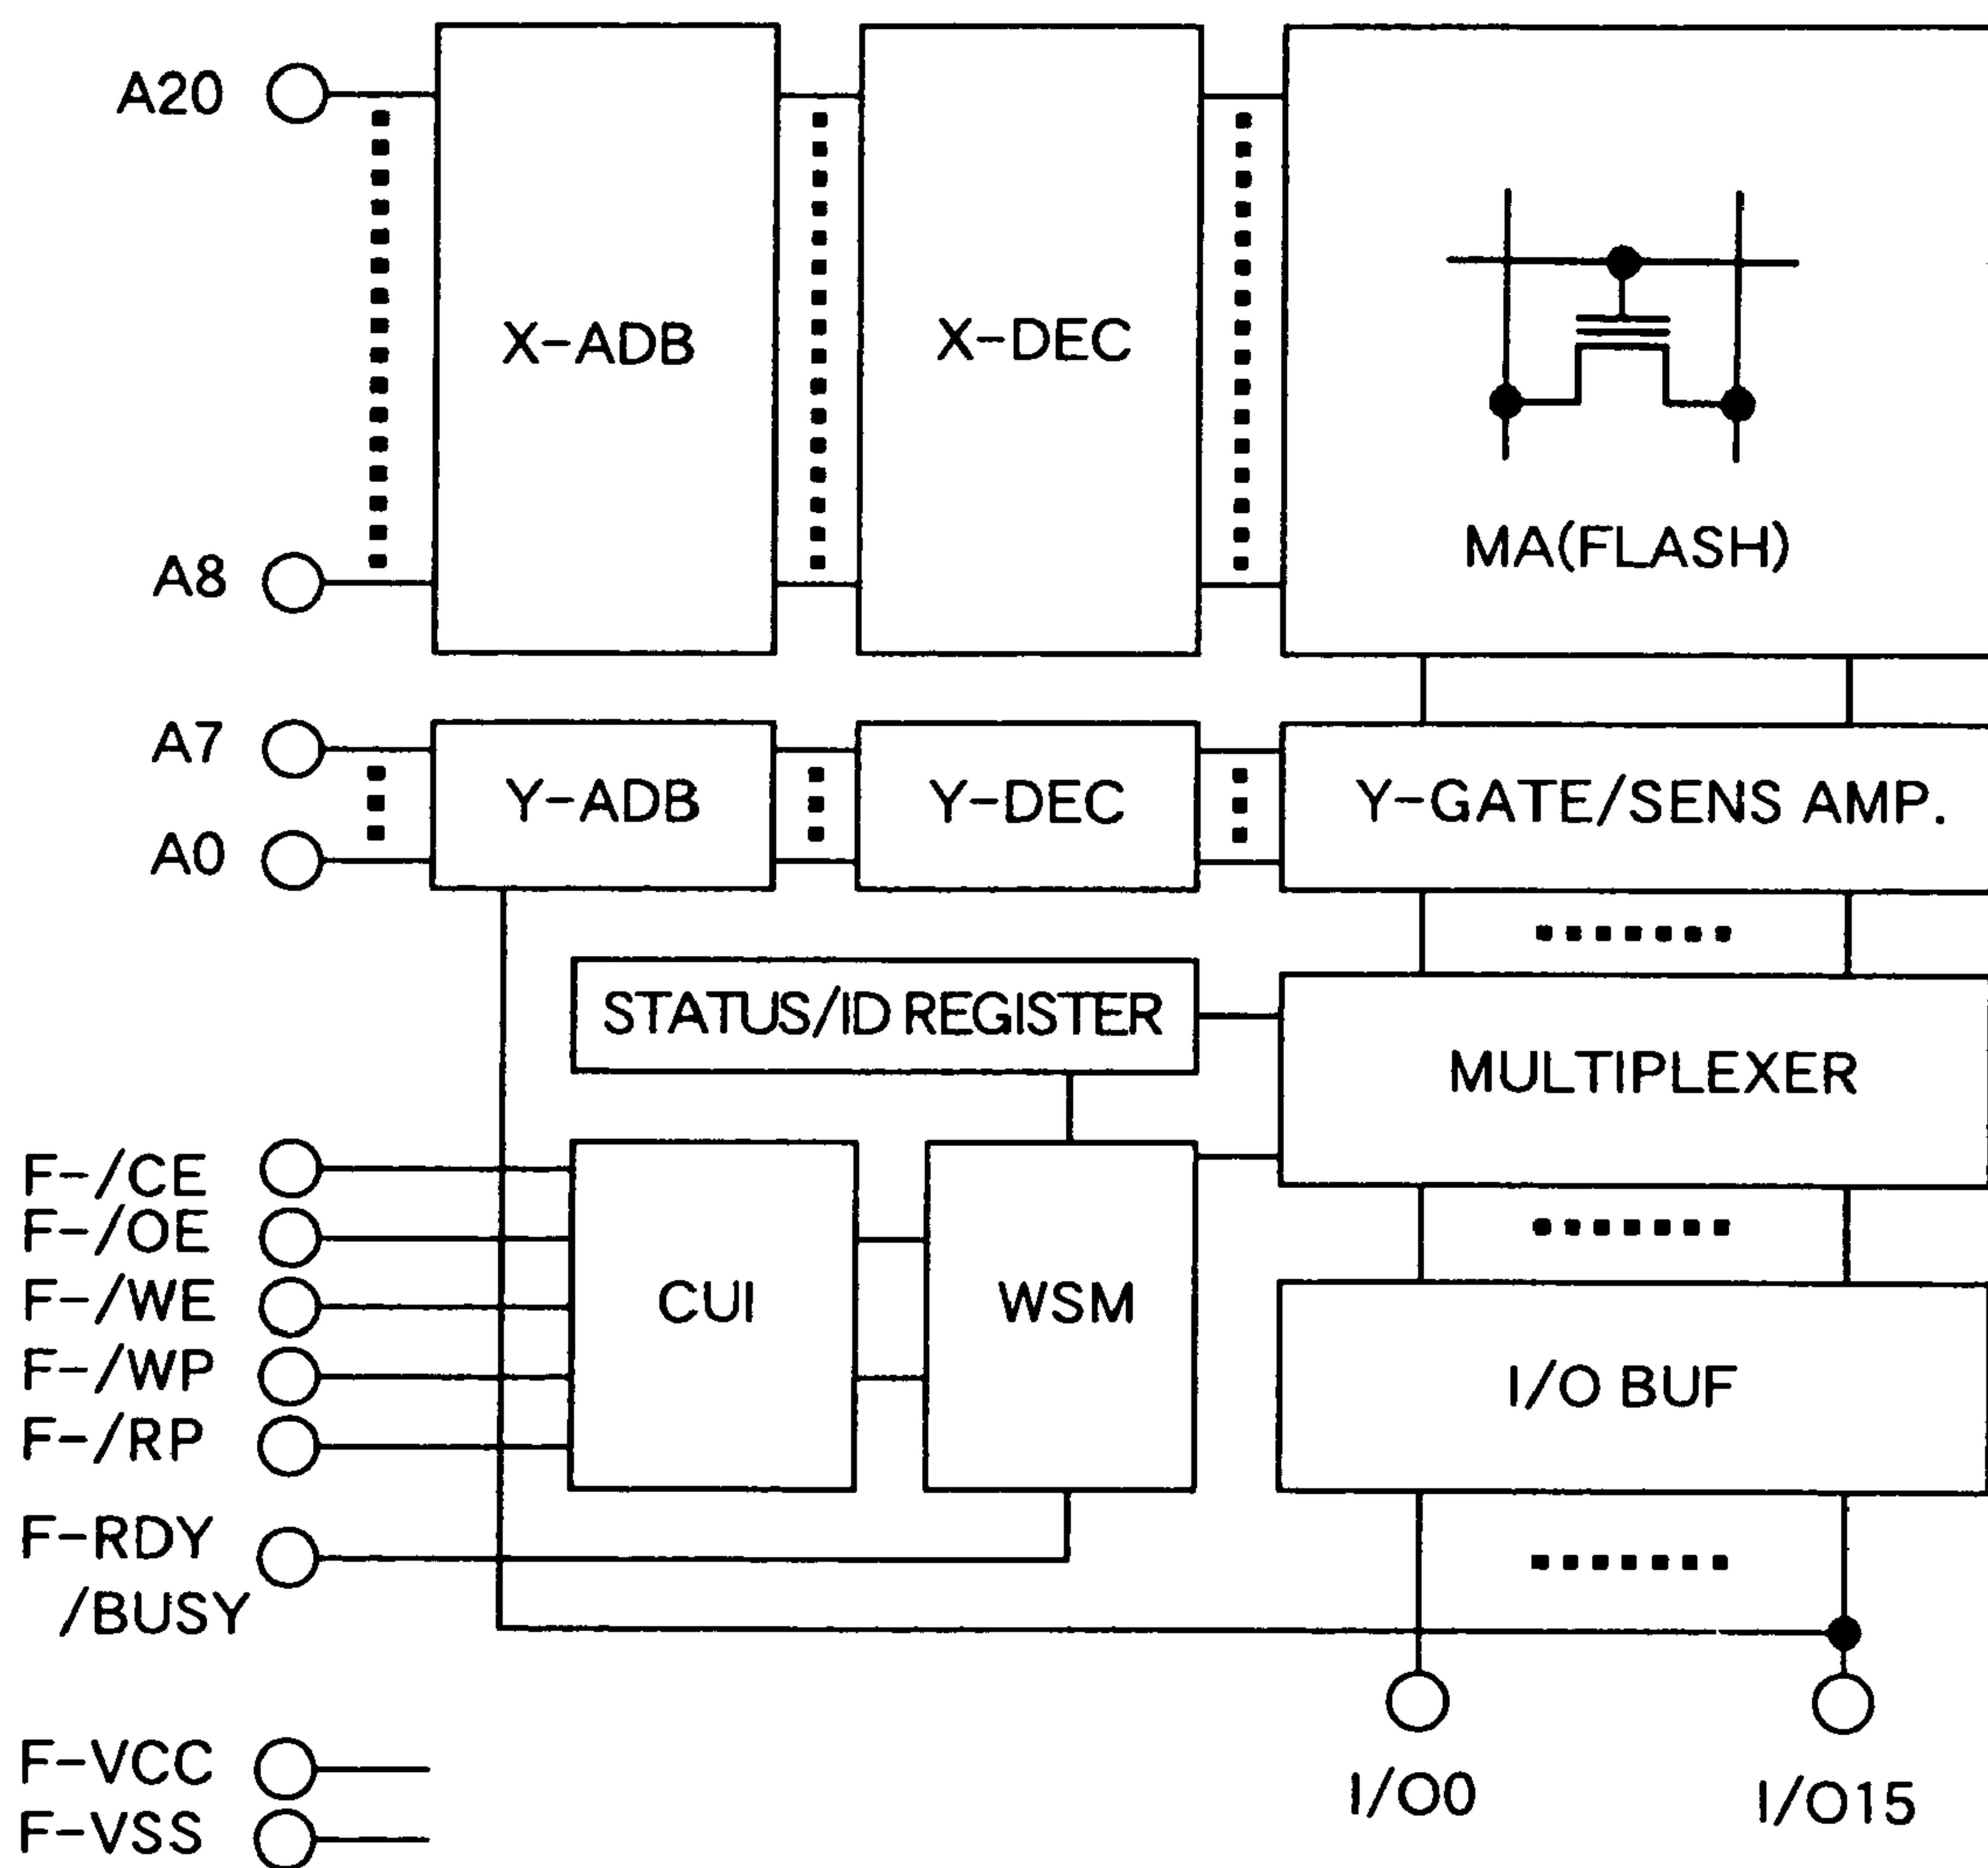 A20
X-ADB
X-DEC
MA(FLASH)
A8
A7
A0
Y-ADB
Y-DEC
Y-GATE/SENS AMP.
STATUS/ID REGISTER
MULTIPLEXER
F-/CE
F-/OE
F-/WE
F-/WP
F-/RP
CUI
WSM
I/O BUF
F-RDY
/BUSY
I/O0
I/O15
F-VCC
F-VSS